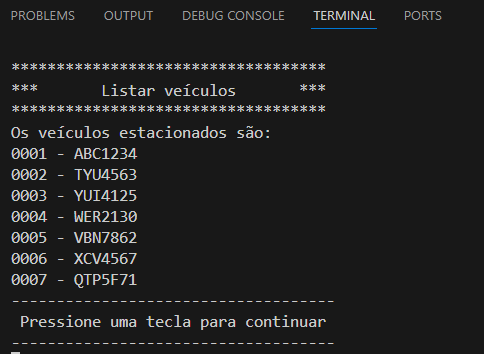 PROBLEMS OUTPUT DEBUG CONSOLE TERMINAL PORTS
***********************************
***       Listar veículos       ***
***********************************
Os veículos estacionados são:
0001 - ABC1234
0002 - TYU4563
0003 - YUI4125
0004 - WER2130
0005 - VBN7862
0006 - XCV4567
0007 - QTP5F71
------------------------------------
 Pressione uma tecla para continuar
------------------------------------